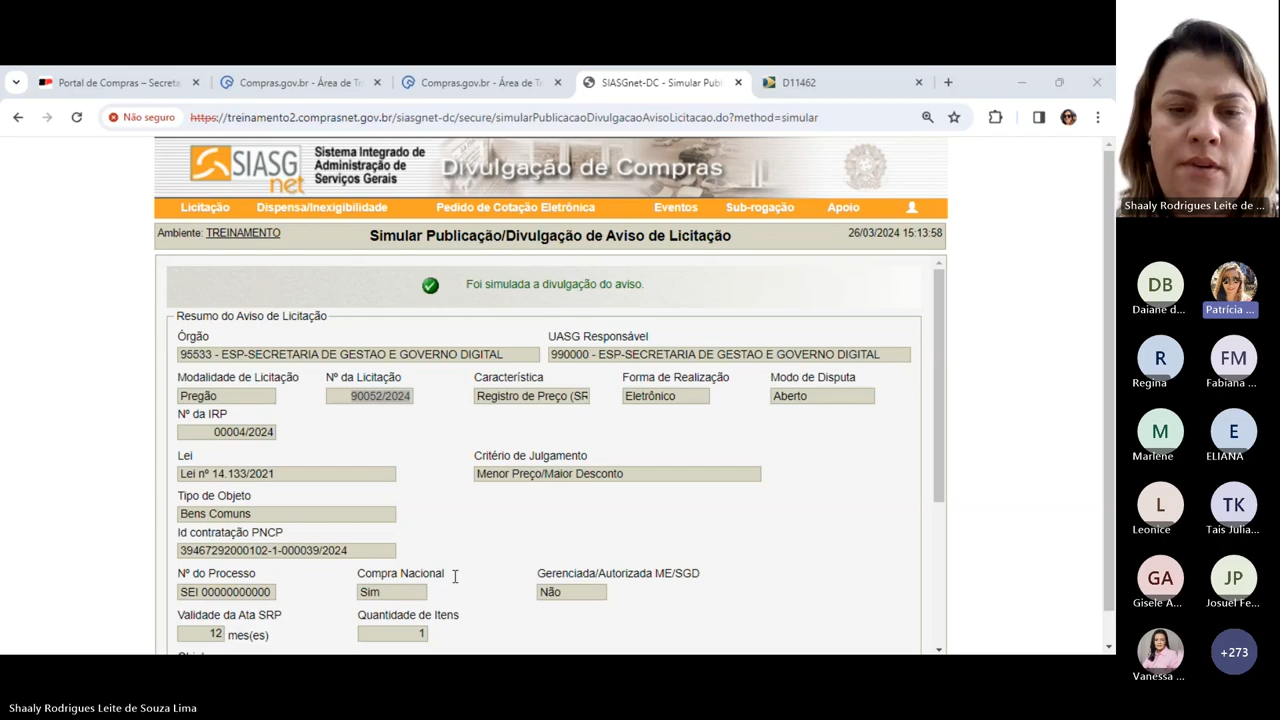 Portal de Compras – Secreta
Compras.gov.br - Área de Tr
Compras.gov.br - Área de Tr
SIASGnet-DC - Simular Publ
D11462
Não seguro
https://treinamento2.comprasnet.gov.br/siasgnet-dc/secure/simularPublicacaoDivulgacaoAvisoLicitacao.do?method=simular
SIASG
net
Sistema Integrado de
Administração de
Serviços Gerais
Divulgação de Compras
Licitação
Dispensa/Inexigibilidade
Pedido de Cotação Eletrônica
Eventos
Sub-rogação
Apoio
Ambiente: TREINAMENTO
Simular Publicação/Divulgação de Aviso de Licitação
26/03/2024 15:13:58
Foi simulada a divulgação do aviso.
Resumo do Aviso de Licitação
Órgão
UASG Responsável
95533 - ESP-SECRETARIA DE GESTAO E GOVERNO DIGITAL
990000 - ESP-SECRETARIA DE GESTAO E GOVERNO DIGITAL
Modalidade de Licitação
Nº da Licitação
Característica
Forma de Realização
Modo de Disputa
Pregão
90052/2024
Registro de Preço (SR
Eletrônico
Aberto
Nº da IRP
00004/2024
Lei
Critério de Julgamento
Lei nº 14.133/2021
Menor Preço/Maior Desconto
Tipo de Objeto
Bens Comuns
Id contratação PNCP
39467292000102-1-000039/2024
Nº do Processo
Compra Nacional
Gerenciada/Autorizada ME/SGD
SEI 00000000000
Sim
Não
Validade da Ata SRP
Quantidade de Itens
12 mes(es)
1
Shaaly Rodrigues Leite de ...
DB
Daiane d...
Patrícia ...
R
Regina
FM
Fabiana ...
M
Marlene
E
ELIANA
L
Leonice
TK
Tais Julia...
GA
Gisele A...
JP
Josuel Fe...
Vanessa ...
+273
Shaaly Rodrigues Leite de Souza Lima